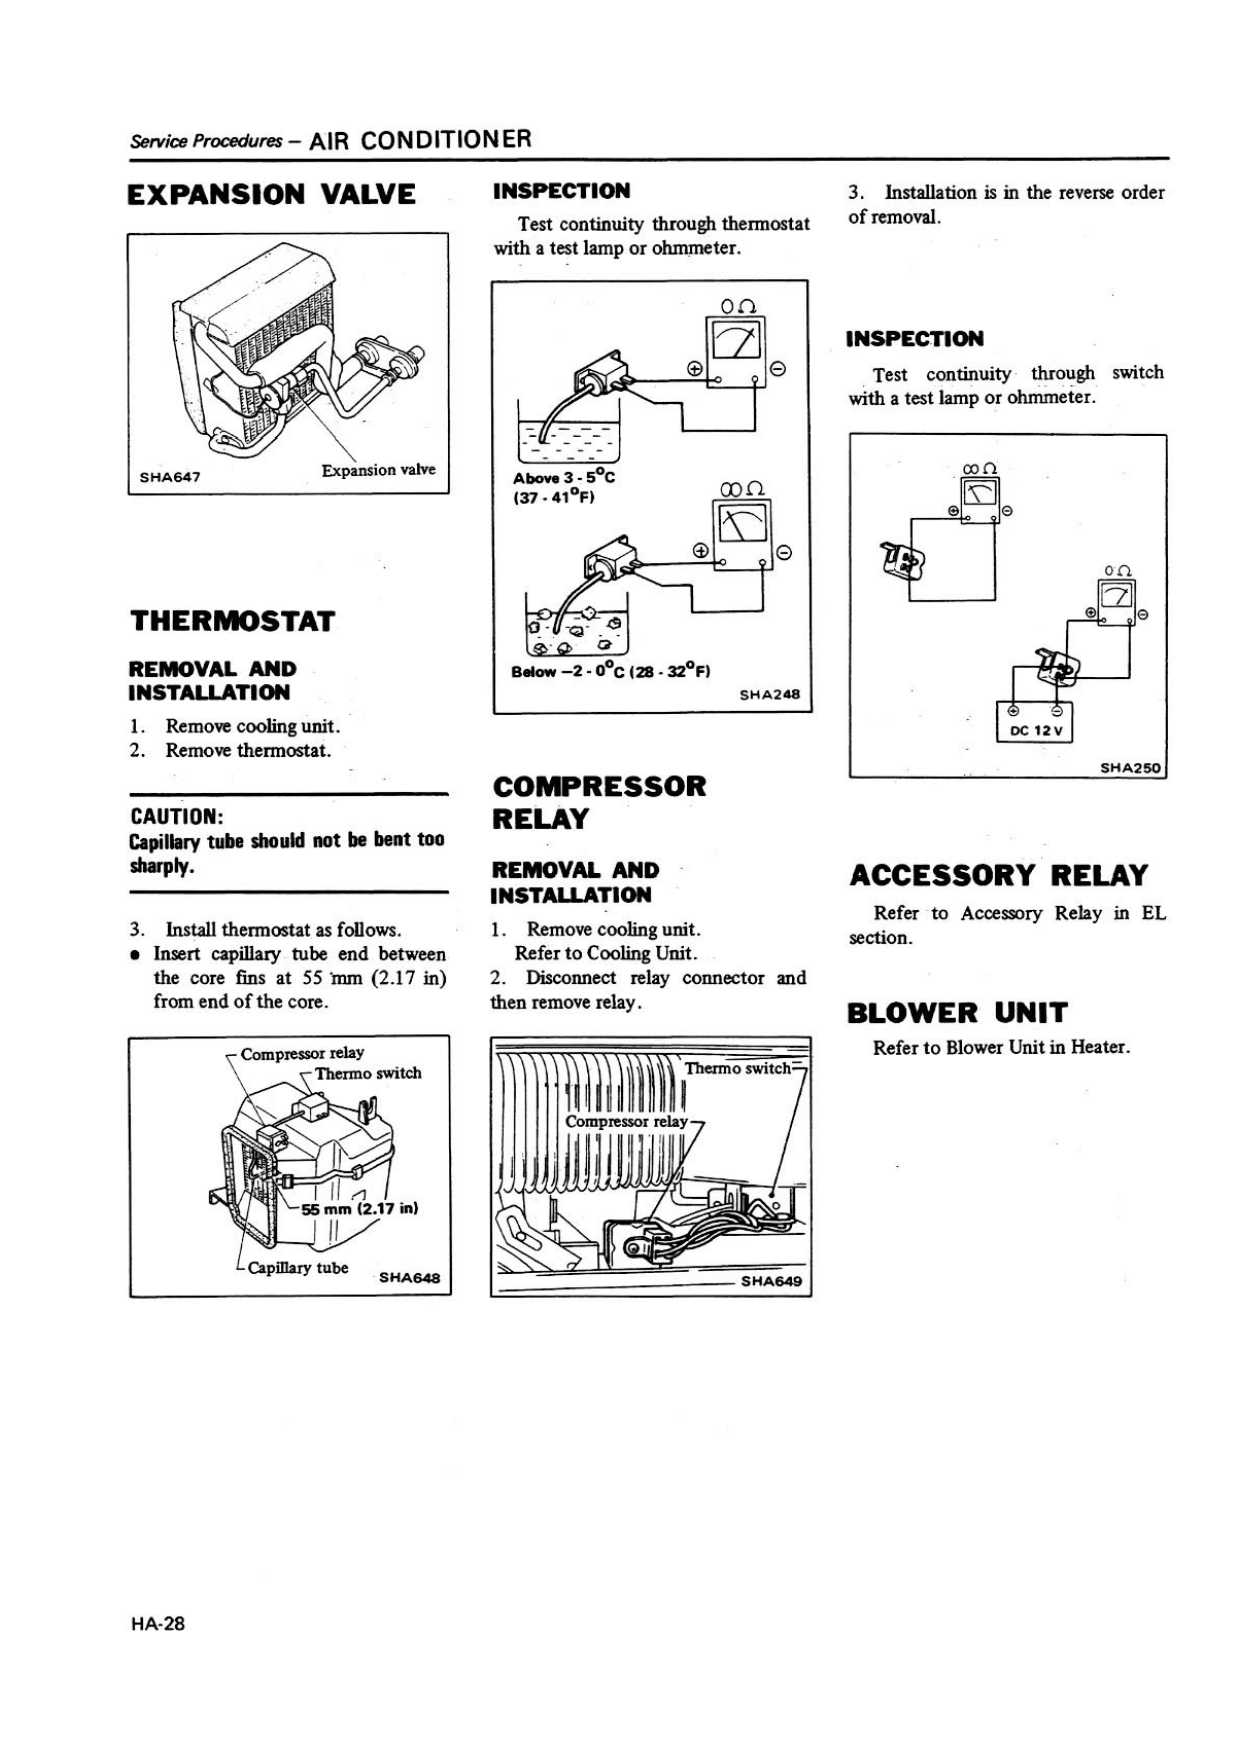 Service Procedures – AIR CONDITIONER
EXPANSION VALVE
SHA647
Expansion valve
THERMOSTAT
REMOVAL AND
INSTALLATION
1. Remove cooling unit.
2. Remove thermostat.
CAUTION:
Capillary tube should not be bent too
sharply.
3. Install thermostat as follows.
● Insert capillary tube end between
the core fins at 55 mm (2.17 in)
from end of the core.
Compressor relay
Thermo switch
55 mm (2.17 in)
Capillary tube
SHA648
INSPECTION
Test continuity through thermostat
with a test lamp or ohmmeter.
0 Ω
⊕ ⊖
Above 3 - 5°C
(37 - 41°F)
∞ Ω
⊕ ⊖
Below –2 - 0°C (28 - 32°F)
SHA248
COMPRESSOR
RELAY
REMOVAL AND
INSTALLATION
1. Remove cooling unit.
Refer to Cooling Unit.
2. Disconnect relay connector and
then remove relay.
Thermo switch
Compressor relay
SHA649
3. Installation is in the reverse order
of removal.
INSPECTION
Test continuity through switch
with a test lamp or ohmmeter.
∞ Ω
⊕ ⊖
0 Ω
⊕ ⊖
⊕ ⊖
DC 12 V
SHA250
ACCESSORY RELAY
Refer to Accessory Relay in EL
section.
BLOWER UNIT
Refer to Blower Unit in Heater.
HA-28